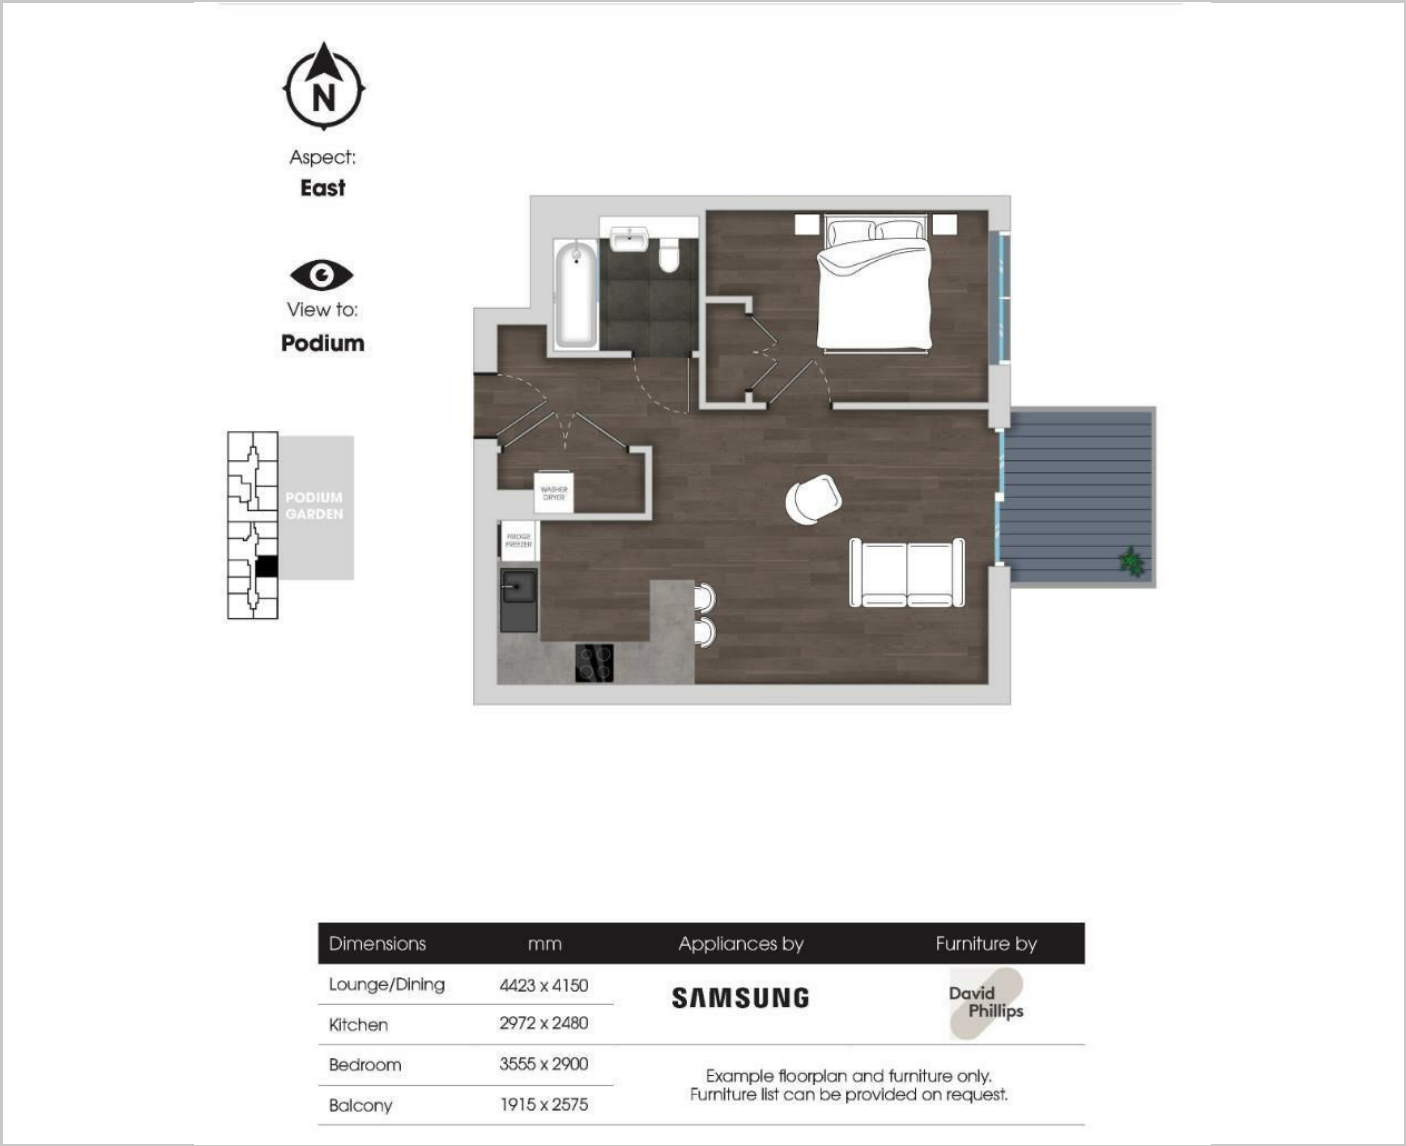 N
Aspect:
East
View to:
Podium
PODIUM
GARDEN
WASHER
DRYER
FRIDGE
FREEZER
Dimensions mm Appliances by Furniture by
Lounge/Dining 4423 x 4150
SAMSUNG
David
Phillips
Kitchen 2972 x 2480
Bedroom 3555 x 2900
Example floorplan and furniture only.
Furniture list can be provided on request.
Balcony 1915 x 2575